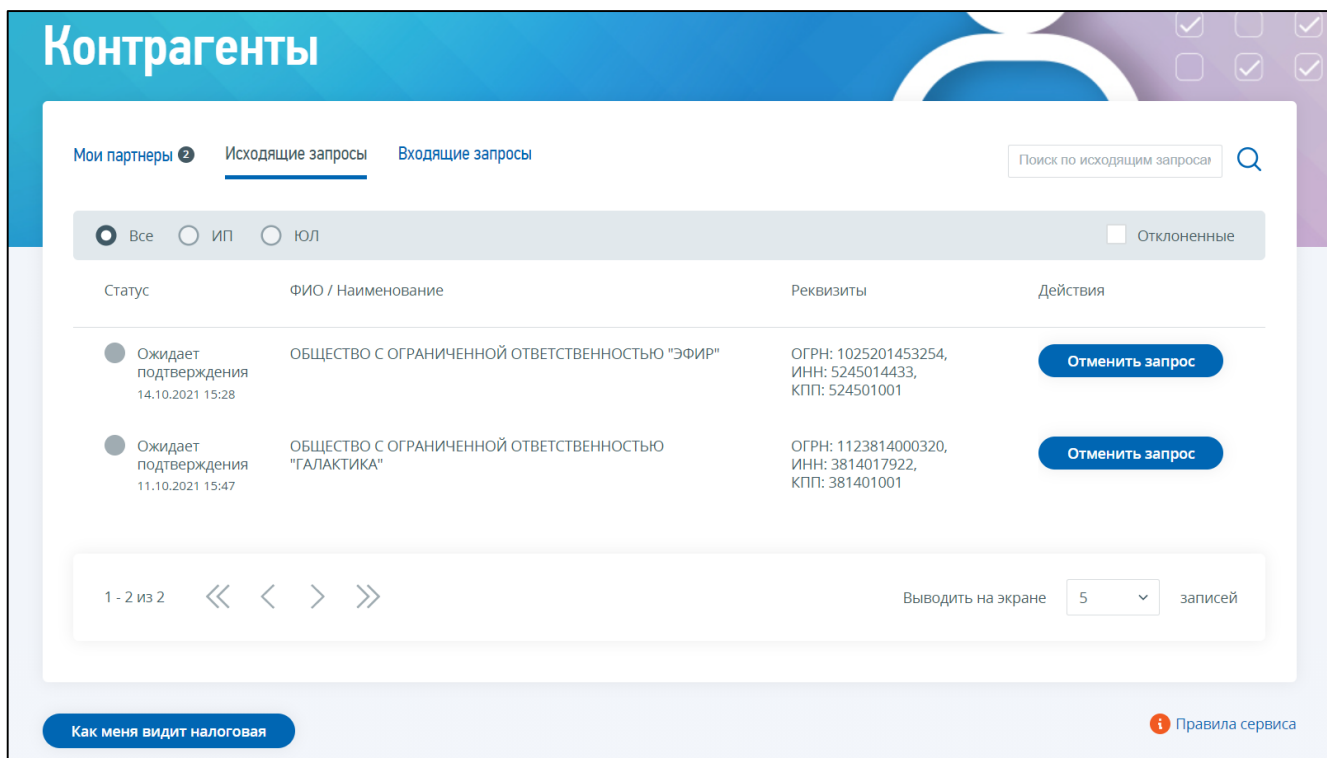 Контрагенты
Мои партнеры 2 Исходящие запросы Входящие запросы Поиск по исходящим запросам
Все ИП ЮЛ Отклоненные
Статус ФИО / Наименование Реквизиты Действия
Ожидает подтверждения
14.10.2021 15:28
ОБЩЕСТВО С ОГРАНИЧЕННОЙ ОТВЕТСТВЕННОСТЬЮ "ЭФИР"
ОГРН: 1025201453254,
ИНН: 5245014433,
КПП: 524501001
Отменить запрос
Ожидает подтверждения
11.10.2021 15:47
ОБЩЕСТВО С ОГРАНИЧЕННОЙ ОТВЕТСТВЕННОСТЬЮ
"ГАЛАКТИКА"
ОГРН: 1123814000320,
ИНН: 3814017922,
КПП: 381401001
Отменить запрос
1 - 2 из 2 Выводить на экране 5 записей
Как меня видит налоговая Правила сервиса